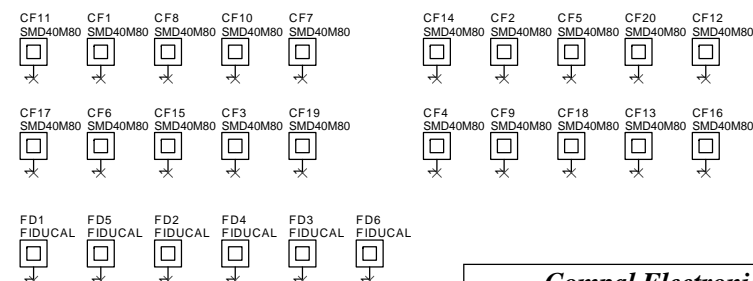 CF11 CF1 CF8 CF10 CF7 CF14 CF2 CF5 CF20 CF12
SMD40M80 SMD40M80 SMD40M80 SMD40M80 SMD40M80 SMD40M80 SMD40M80 SMD40M80 SMD40M80 SMD40M80
CF17 CF6 CF15 CF3 CF19 CF4 CF9 CF18 CF13 CF16
SMD40M80 SMD40M80 SMD40M80 SMD40M80 SMD40M80 SMD40M80 SMD40M80 SMD40M80 SMD40M80 SMD40M80
FD1 FD5 FD2 FD4 FD3 FD6
FIDUCAL FIDUCAL FIDUCAL FIDUCAL FIDUCAL FIDUCAL
Compal Electroni